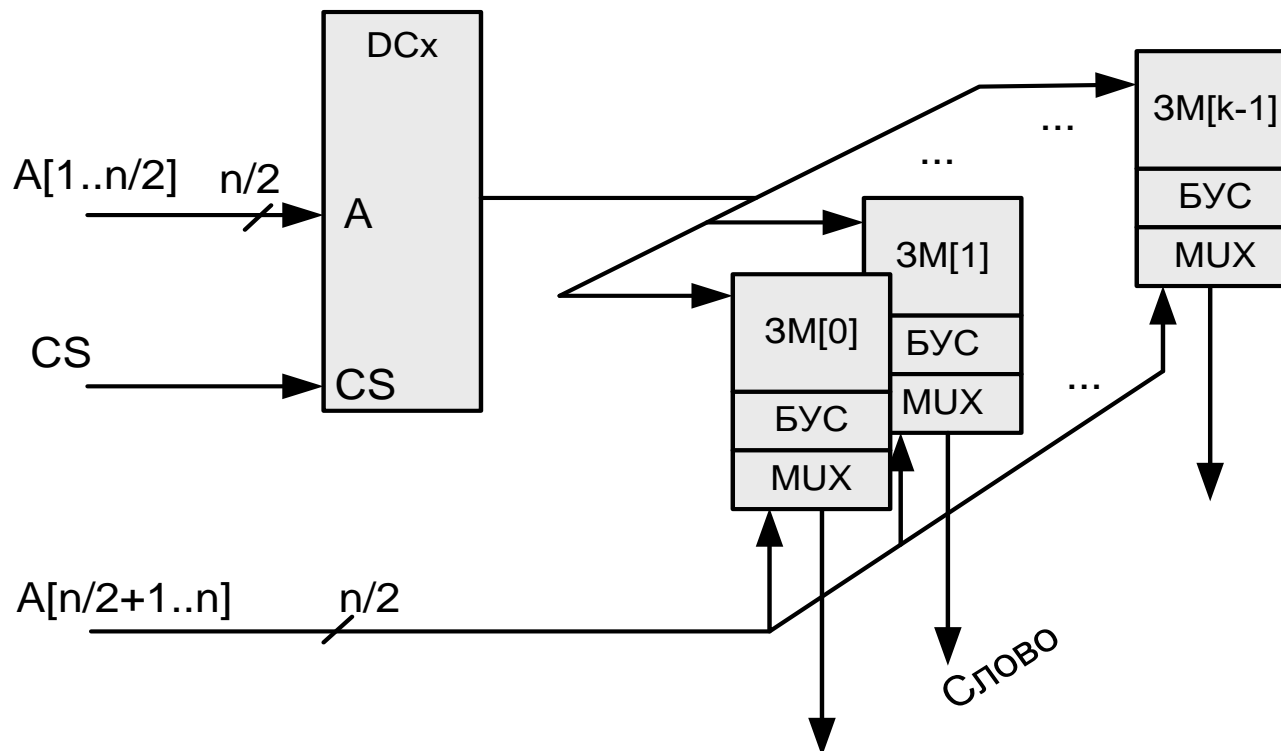 DCx
ЗМ[k-1]
...
...
A[1..n/2]
n/2
A
БУС
ЗМ[1]
MUX
ЗМ[0]
CS
CS
БУС
...
БУС
MUX
MUX
A[n/2+1..n]
n/2
Слово